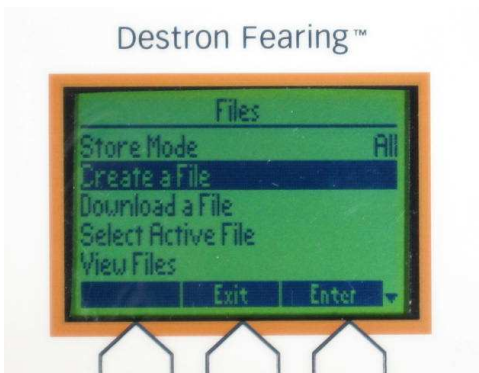 Destron Fearing™
Files
Store Mode All
Create a File
Download a File
Select Active File
View Files
Exit Enter